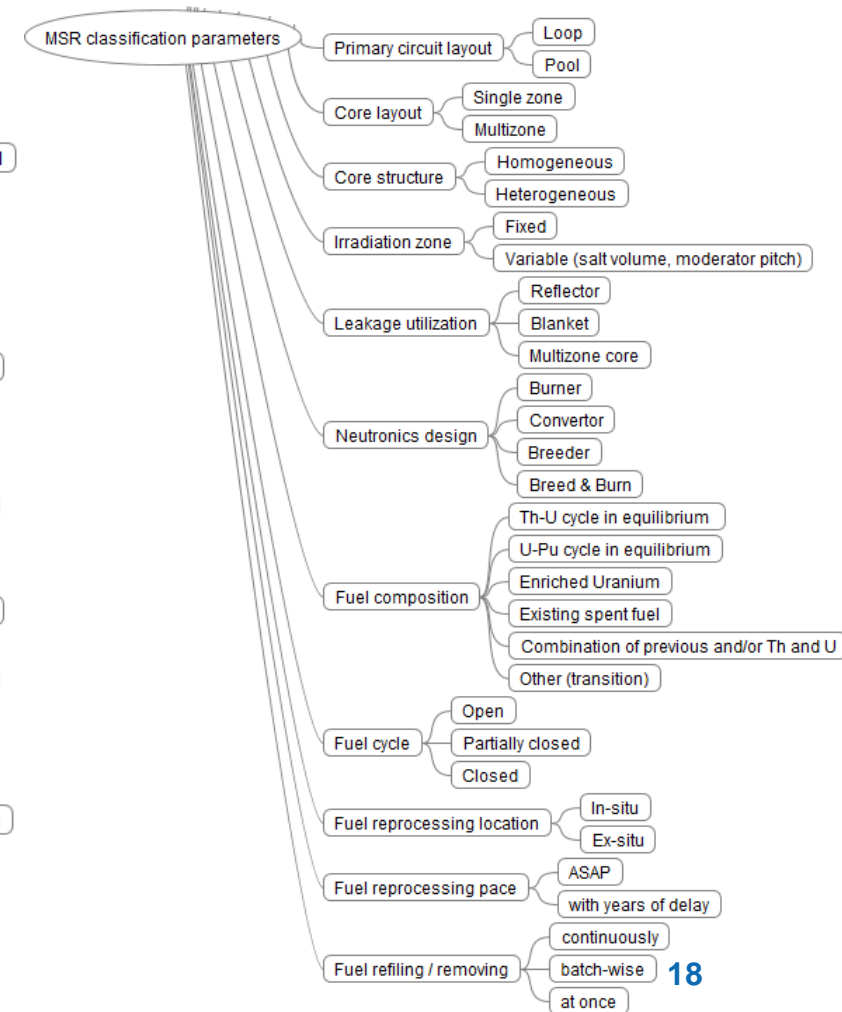 MSR classification parameters
Primary circuit layout
Loop
Pool
Core layout
Single zone
Multizone
Core structure
Homogeneous
Heterogeneous
Irradiation zone
Fixed
Variable (salt volume, moderator pitch)
Leakage utilization
Reflector
Blanket
Multizone core
Neutronics design
Burner
Convertor
Breeder
Breed & Burn
Fuel composition
Th-U cycle in equilibrium
U-Pu cycle in equilibrium
Enriched Uranium
Existing spent fuel
Combination of previous and/or Th and U
Other (transition)
Fuel cycle
Open
Partially closed
Closed
Fuel reprocessing location
In-situ
Ex-situ
Fuel reprocessing pace
ASAP
with years of delay
Fuel refiling / removing
continuously
batch-wise
at once
18